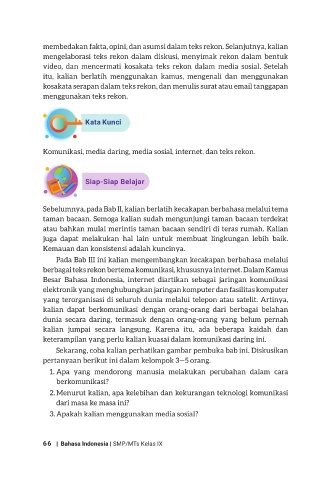 membedakan fakta, opini, dan asumsi dalam teks rekon. Selanjutnya, kalian
mengelaborasi teks rekon dalam diskusi, menyimak rekon dalam bentuk
video, dan mencermati kosakata teks rekon dalam media sosial. Setelah
itu, kalian berlatih menggunakan kamus, mengenali dan menggunakan
kosakata serapan dalam teks rekon, dan menulis surat atau email tanggapan
menggunakan teks rekon.
Kata Kunci
Komunikasi, media daring, media sosial, internet, dan teks rekon.
Siap-Siap Belajar
Sebelumnya, pada Bab II, kalian berlatih kecakapan berbahasa melalui tema
taman bacaan. Semoga kalian sudah mengunjungi taman bacaan terdekat
atau bahkan mulai merintis taman bacaan sendiri di teras rumah. Kalian
juga dapat melakukan hal lain untuk membuat lingkungan lebih baik.
Kemauan dan konsistensi adalah kuncinya.
Pada Bab III ini kalian mengembangkan kecakapan berbahasa melalui
berbagai teks rekon bertema komunikasi, khususnya internet. Dalam Kamus
Besar Bahasa Indonesia, internet diartikan sebagai jaringan komunikasi
elektronik yang menghubungkan jaringan komputer dan fasilitas komputer
yang terorganisasi di seluruh dunia melalui telepon atau satelit. Artinya,
kalian dapat berkomunikasi dengan orang-orang dari berbagai belahan
dunia secara daring, termasuk dengan orang-orang yang belum pernah
kalian jumpai secara langsung. Karena itu, ada beberapa kaidah dan
keterampilan yang perlu kalian kuasai dalam komunikasi daring ini.
Sekarang, coba kalian perhatikan gambar pembuka bab ini. Diskusikan
pertanyaan berikut ini dalam kelompok 3—5 orang.
1. Apa yang mendorong manusia melakukan perubahan dalam cara
berkomunikasi?
2. Menurut kalian, apa kelebihan dan kekurangan teknologi komunikasi
dari masa ke masa ini?
3. Apakah kalian menggunakan media sosial?
66 | Bahasa Indonesia | SMP/MTs Kelas IX